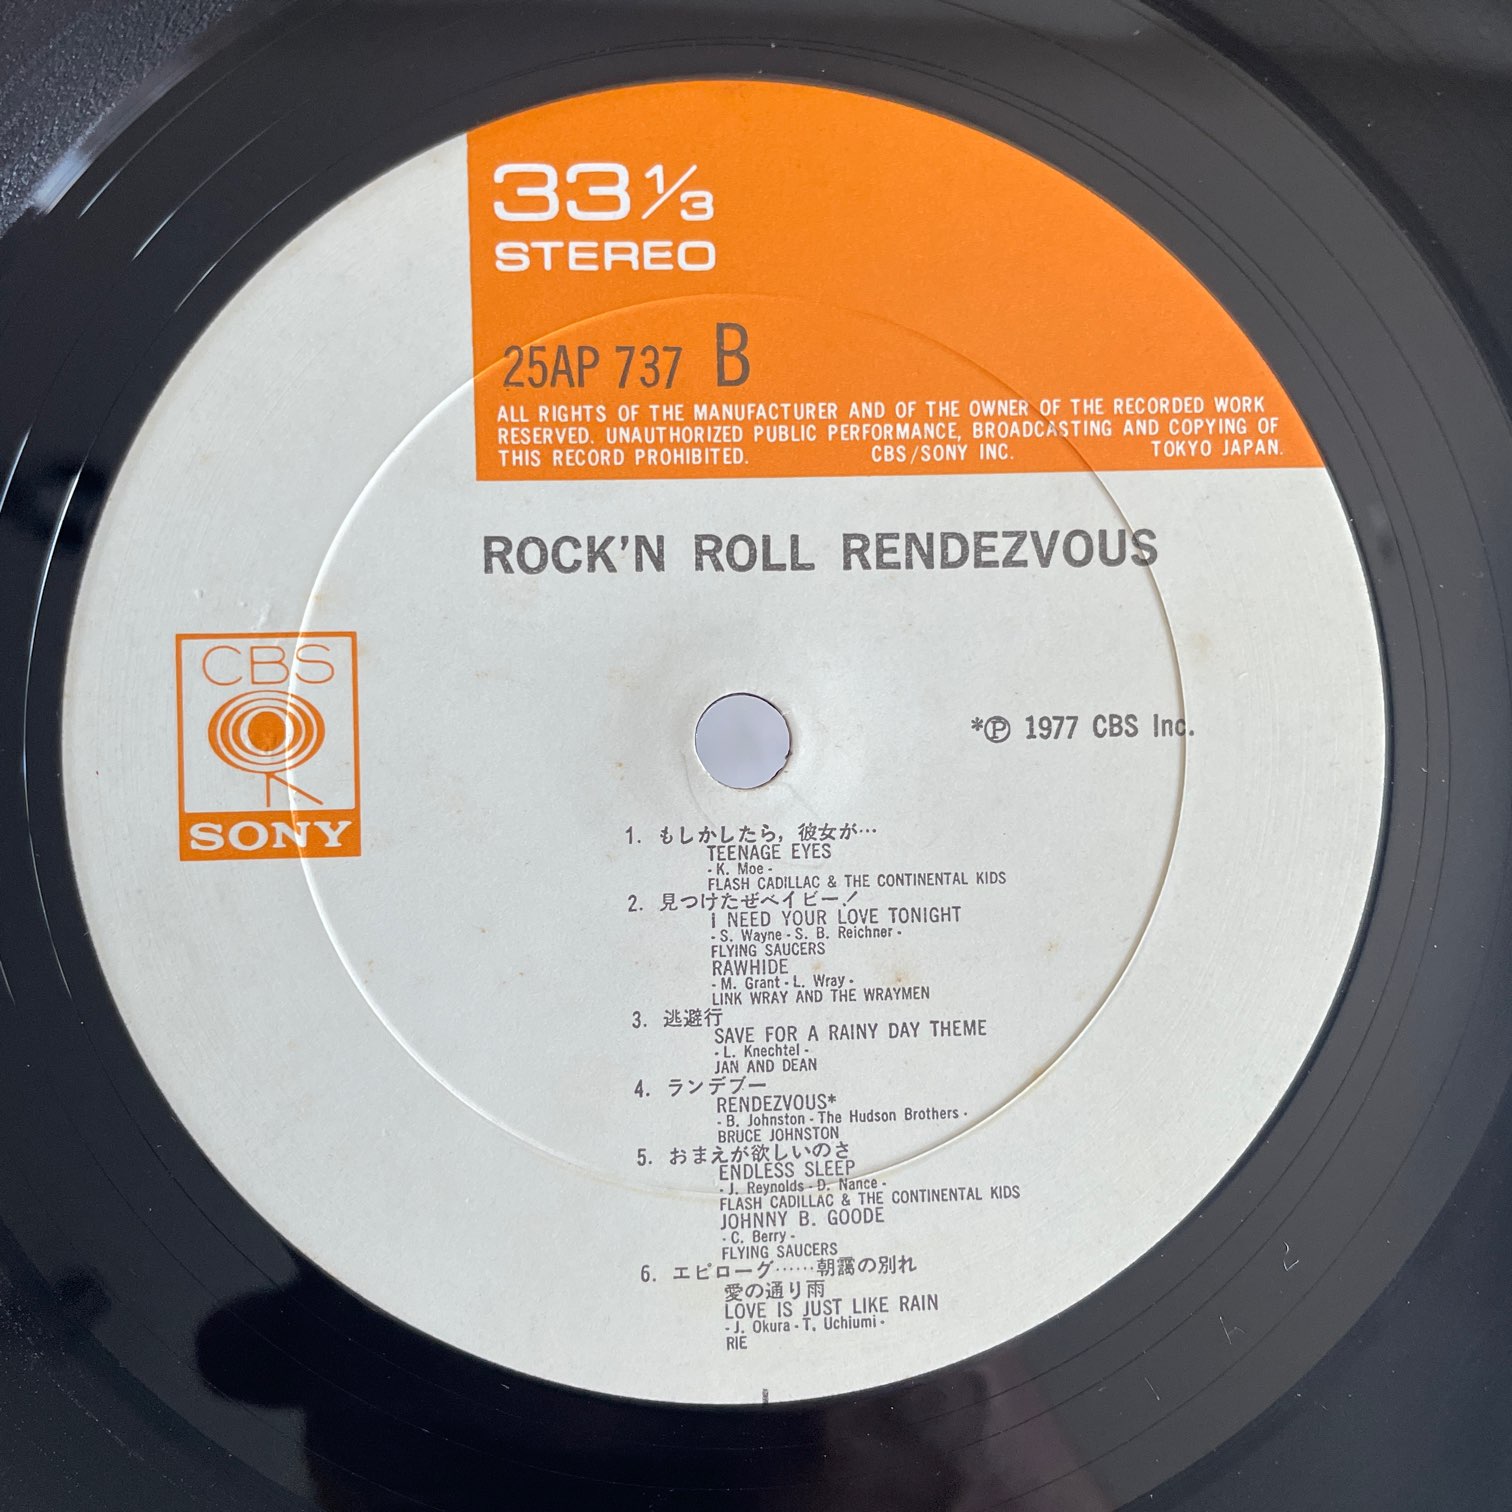 33 1/3
STEREO
25AP 737 B
ALL RIGHTS OF THE MANUFACTURER AND OF THE OWNER OF THE RECORDED WORK
RESERVED. UNAUTHORIZED PUBLIC PERFORMANCE, BROADCASTING AND COPYING OF
THIS RECORD PROHIBITED. CBS/SONY INC. TOKYO JAPAN.
ROCK'N ROLL RENDEZVOUS
CBS
SONY
*Ⓟ 1977 CBS Inc.
1. もしかしたら，彼女が…
TEENAGE EYES
- K. Moe -
FLASH CADILLAC & THE CONTINENTAL KIDS
2. 見つけたぜベイビー！
I NEED YOUR LOVE TONIGHT
- S. Wayne - S. B. Reichner -
FLYING SAUCERS
RAWHIDE
- M. Grant - L. Wray -
LINK WRAY AND THE WRAYMEN
3. 逃避行
SAVE FOR A RAINY DAY THEME
- L. Knechtel -
JAN AND DEAN
4. ランデブー
RENDEZVOUS*
- B. Johnston - The Hudson Brothers -
BRUCE JOHNSTON
5. おまえが欲しいのさ
ENDLESS SLEEP
- J. Reynolds - D. Nance -
FLASH CADILLAC & THE CONTINENTAL KIDS
JOHNNY B. GOODE
- C. Berry -
FLYING SAUCERS
6. エピローグ……朝靄の別れ
愛の通り雨
LOVE IS JUST LIKE RAIN
- J. Okura - T. Uchiumi -
RIE